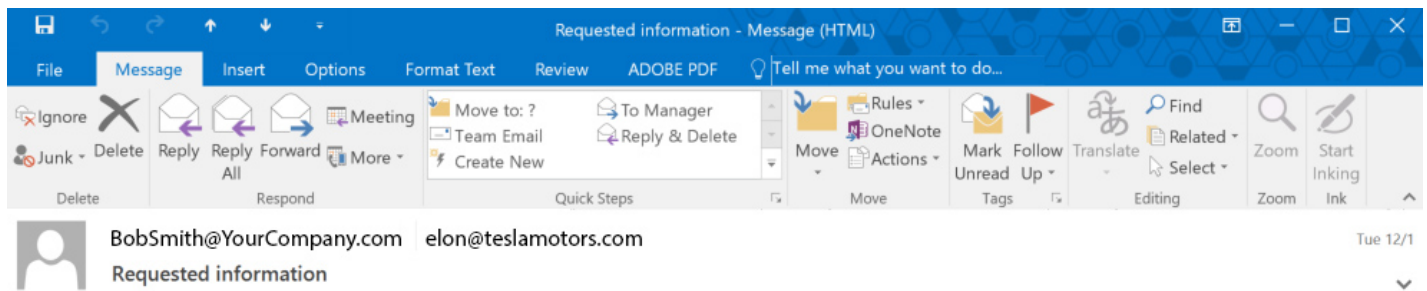 Requested information - Message (HTML)
File Message Insert Options Format Text Review ADOBE PDF Tell me what you want to do...
Ignore
Junk
Delete
Reply
Reply All
Forward
Meeting
More
Move to: ?
Team Email
Create New
To Manager
Reply & Delete
Move
Rules
OneNote
Actions
Mark Unread
Follow Up
Translate
Find
Related
Select
Zoom
Start Inking
Delete Respond Quick Steps Move Tags Editing Zoom Ink
BobSmith@YourCompany.com elon@teslamotors.com Tue 12/1
Requested information